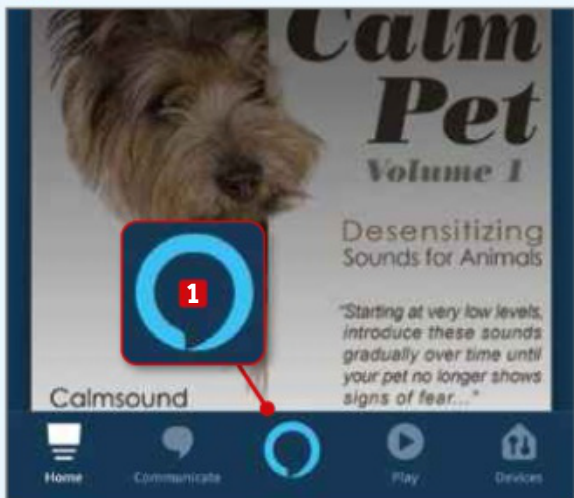 Calm
Pet
Volume 1
Desensitizing
Sounds for Animals
"Starting at very low levels,
introduce these sounds
gradually over time until
your pet no longer shows
signs of fear..."
1
Calmsound
Home
Communicate
Play
Devices